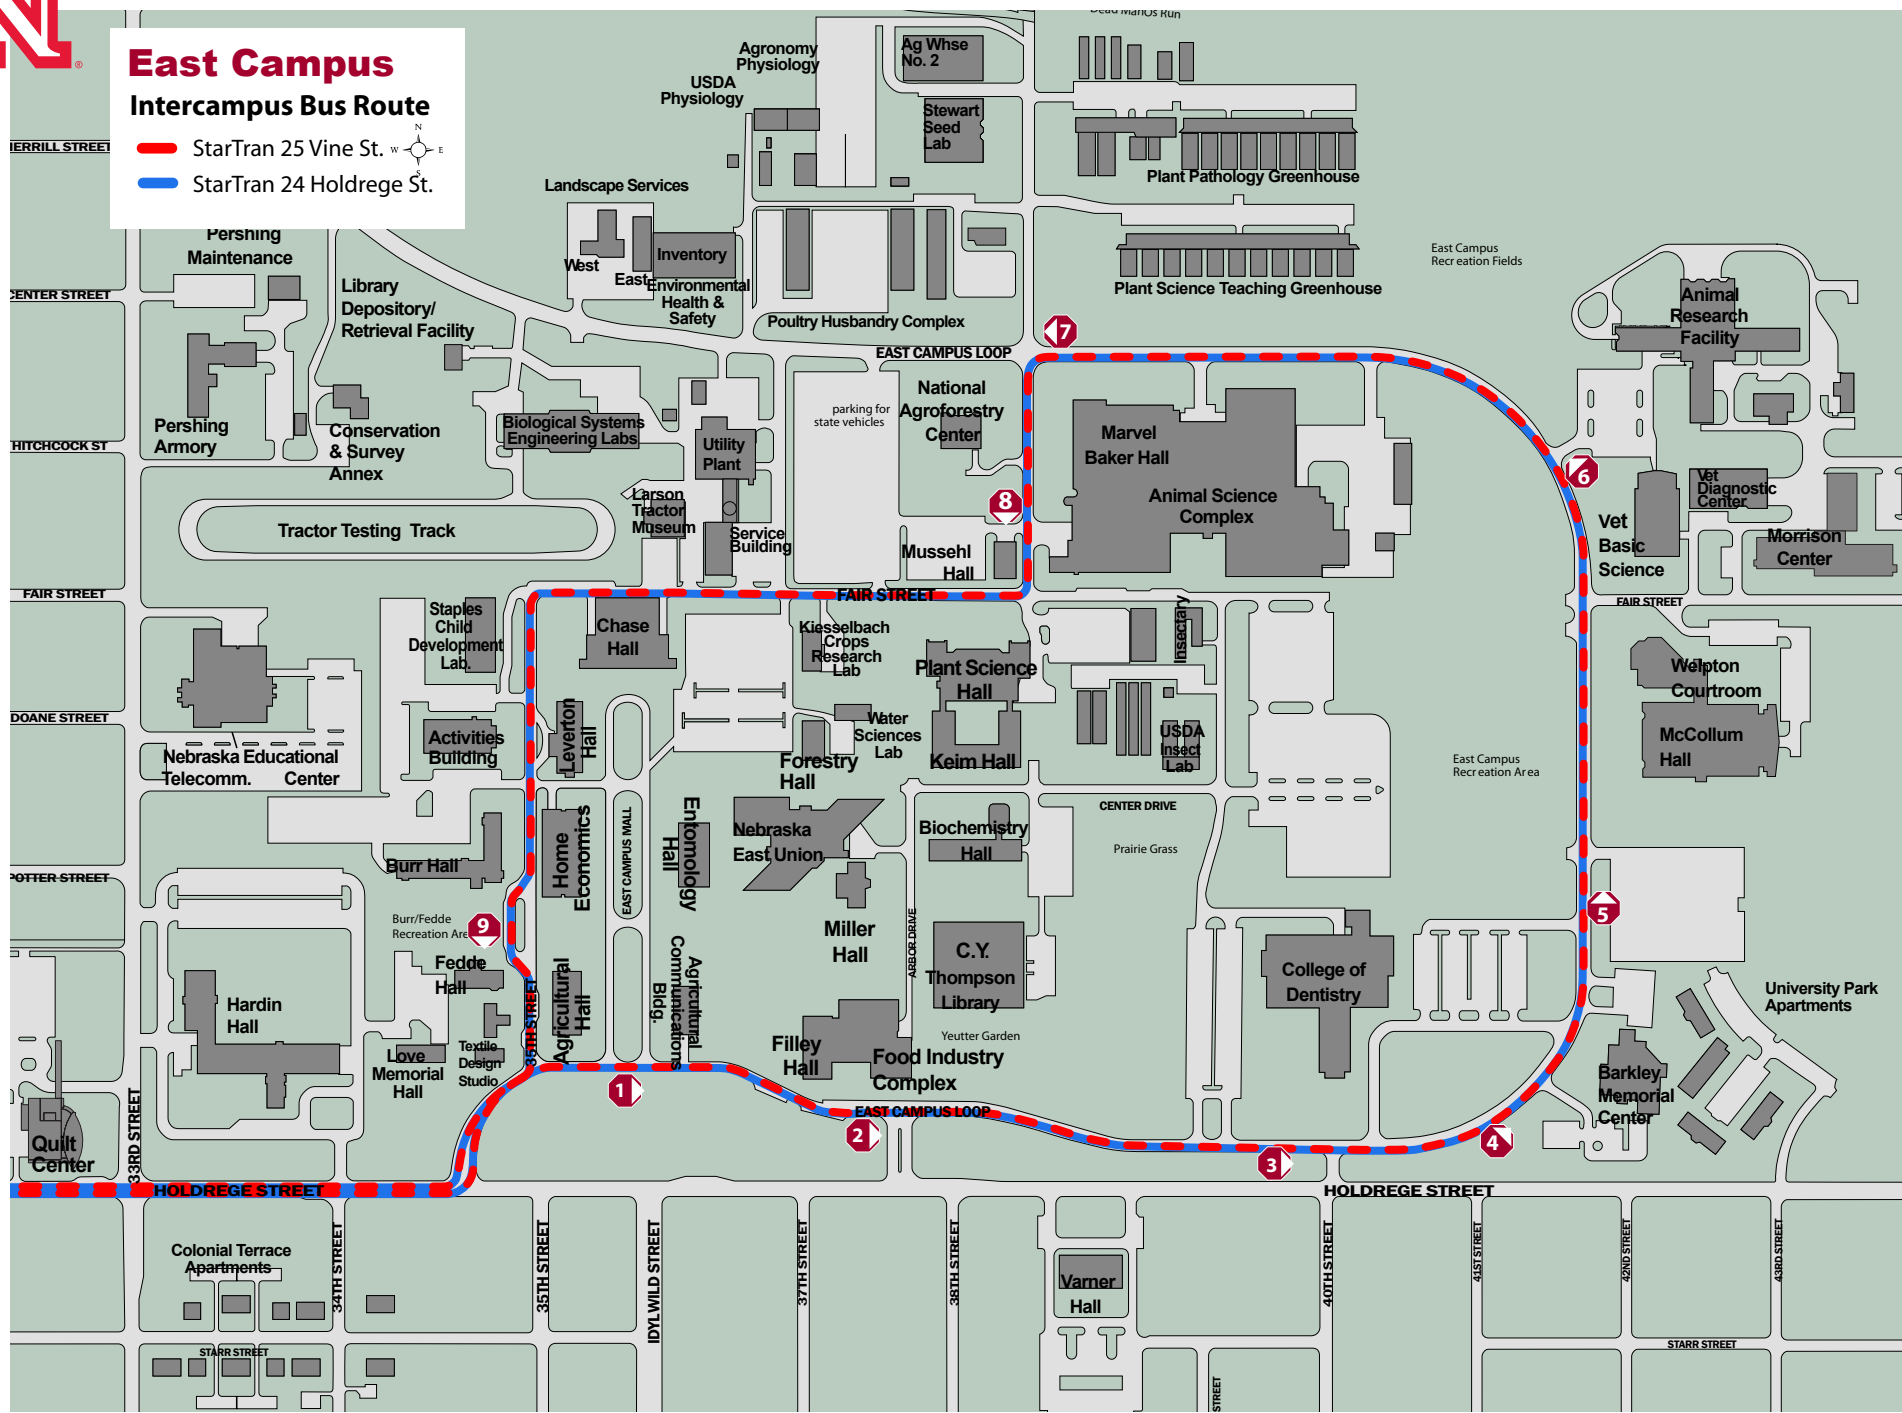 N
®
East Campus
Intercampus Bus Route
StarTran 25 Vine St.
StarTran 24 Holdrege St.
N
W E
S
Dead ManOs Run
Agronomy
Physiology
Ag Whse
No. 2
USDA
Physiology
Stewart
Seed
Lab
Plant Pathology Greenhouse
Landscape Services
West
East
Inventory
Environmental
Health &
Safety
Poultry Husbandry Complex
Plant Science Teaching Greenhouse
East Campus
Recreation Fields
Animal
Research
Facility
Pershing
Maintenance
CENTER STREET
Library
Depository/
Retrieval Facility
EAST CAMPUS LOOP
7
National
Agroforestry
Center
parking for
state vehicles
Pershing
Armory
HITCHCOCK ST
Conservation
& Survey
Annex
Biological Systems
Engineering Labs
Utility
Plant
Marvel
Baker Hall
Animal Science
Complex
6
Vet
Diagnostic
Center
Vet
Basic
Science
Morrison
Center
Larson
Tractor
Museum
Service
Building
8
Mussehl
Hall
Tractor Testing Track
FAIR STREET
FAIR STREET
FAIR STREET
Staples
Child
Development
Lab.
Chase
Hall
Kiesselbach
Crops
Research
Lab
Plant Science
Hall
Insectary
Welpton
Courtroom
McCollum
Hall
DOANE STREET
Nebraska Educational
Telecomm. Center
Activities
Building
Leverton
Hall
Water
Sciences
Lab
Forestry
Hall
Keim Hall
USDA
Insect
Lab
East Campus
Recreation Area
CENTER DRIVE
Prairie Grass
Home
Economics
EAST CAMPUS MALL
Entomology
Hall
Nebraska
East Union
Biochemistry
Hall
Burr Hall
POTTER STREET
Burr/Fedde
Recreation Are
9
Fedde
Hall
Miller
Hall
ARBOR DRIVE
C.Y.
Thompson
Library
College of
Dentistry
5
University Park
Apartments
Hardin
Hall
35TH STREET
Agricultural
Hall
Agricultural
Communications
Bldg.
Love
Memorial
Hall
Textile
Design
Studio
Filley
Hall
Food Industry
Complex
Yeutter Garden
Barkley
Memorial
Center
1
EAST CAMPUS LOOP
2
3
4
Quilt
Center
33RD STREET
HOLDREGE STREET
HOLDREGE STREET
Colonial Terrace
Apartments
34TH STREET
35TH STREET
IDYLWILD STREET
37TH STREET
38TH STREET
Varner
Hall
40TH STREET
41ST STREET
42ND STREET
43RD STREET
STARR STREET
STARR STREET
STREET